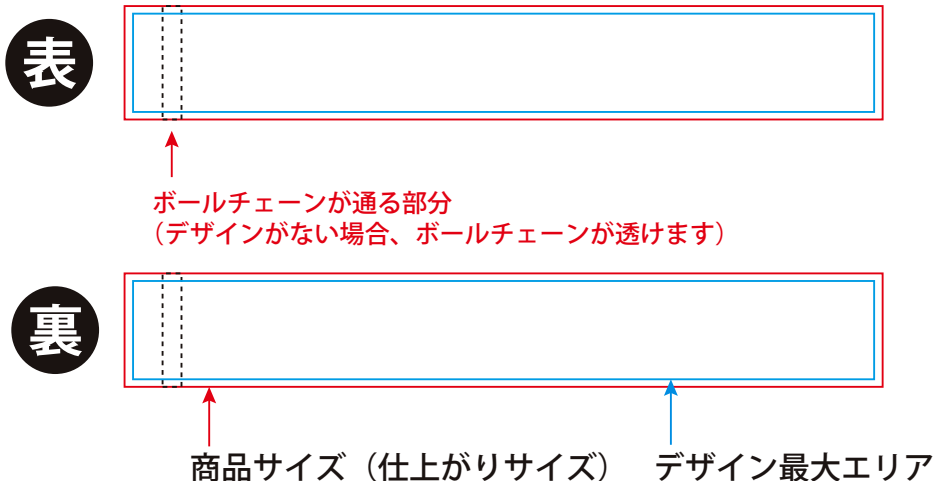 表
ボールチェーンが通る部分
（デザインがない場合、ボールチェーンが透けます）
裏
商品サイズ（仕上がりサイズ）　デザイン最大エリア